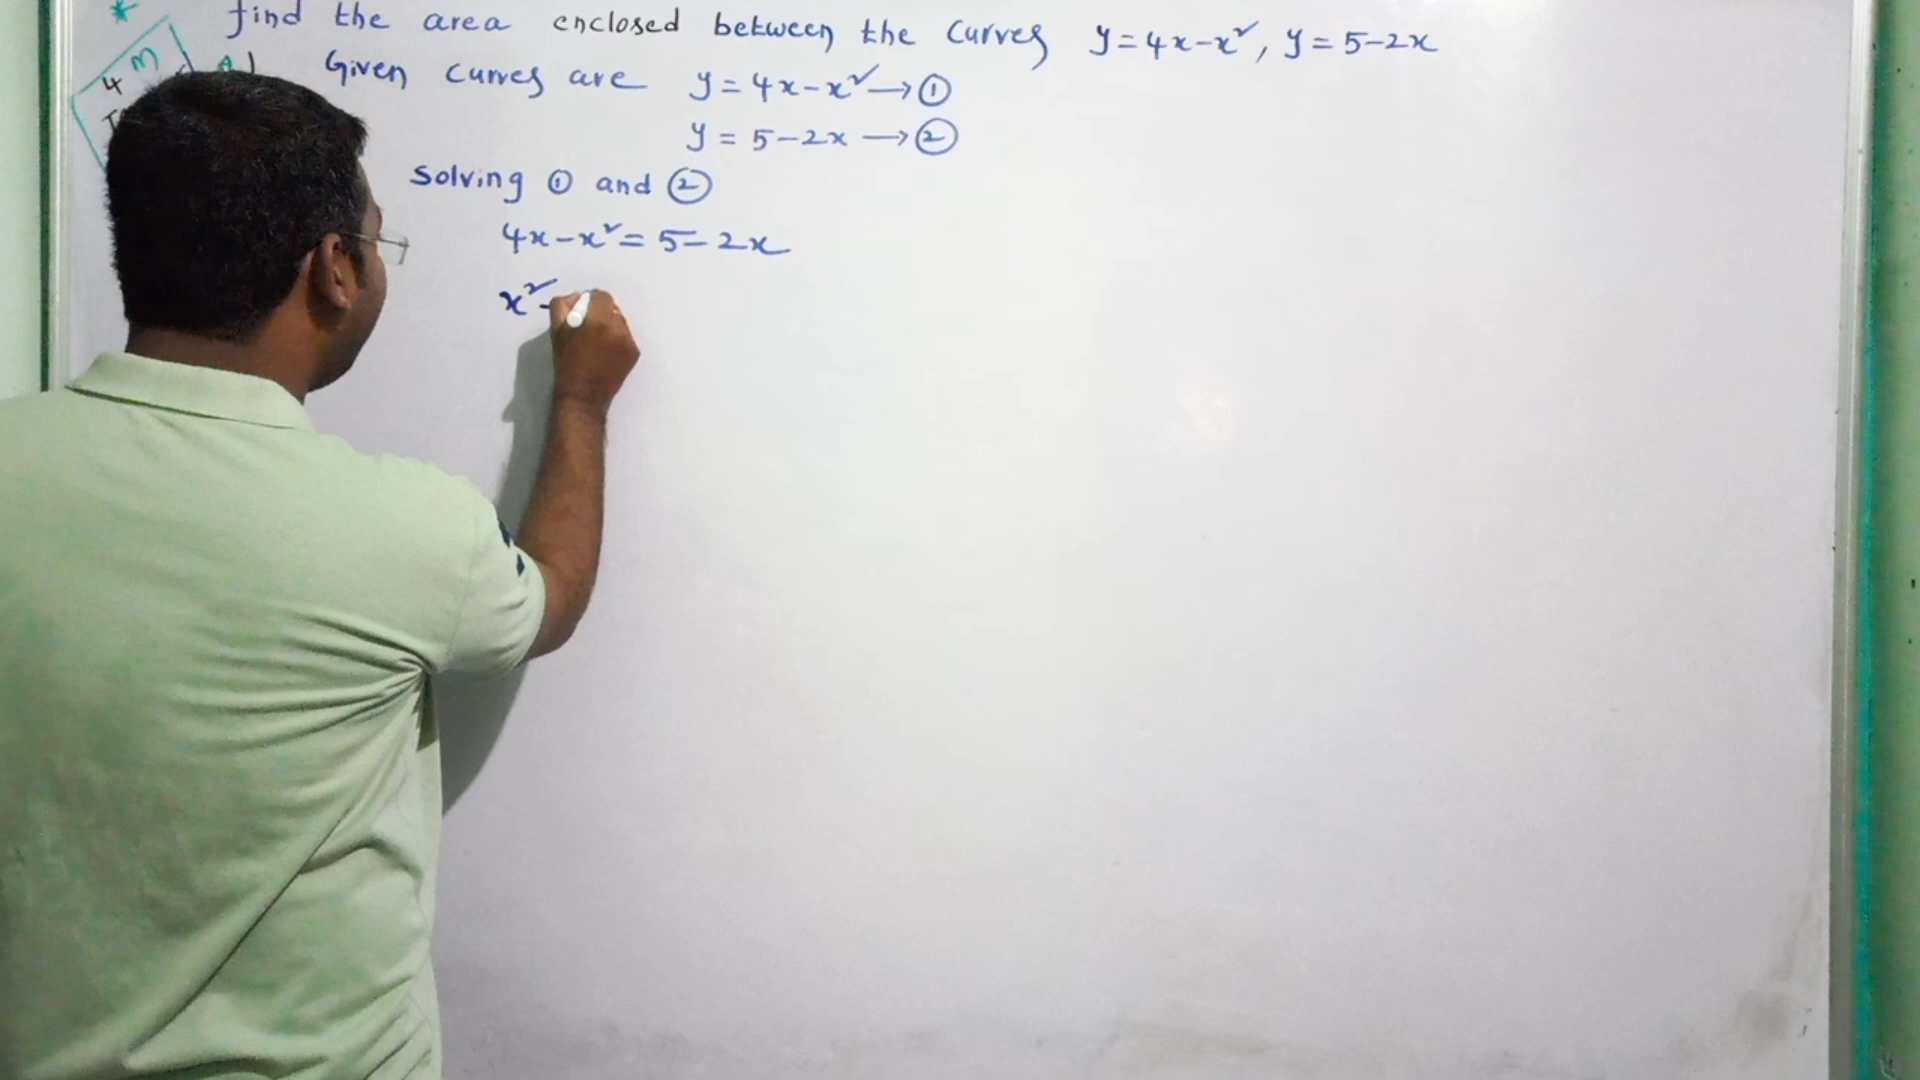 * find the area enclosed between the curves y=4x-x², y=5-2x
4 M
Given curves are y=4x-x² → ①
y = 5-2x → ②
Solving ① and ②
4x-x² = 5-2x
x²-